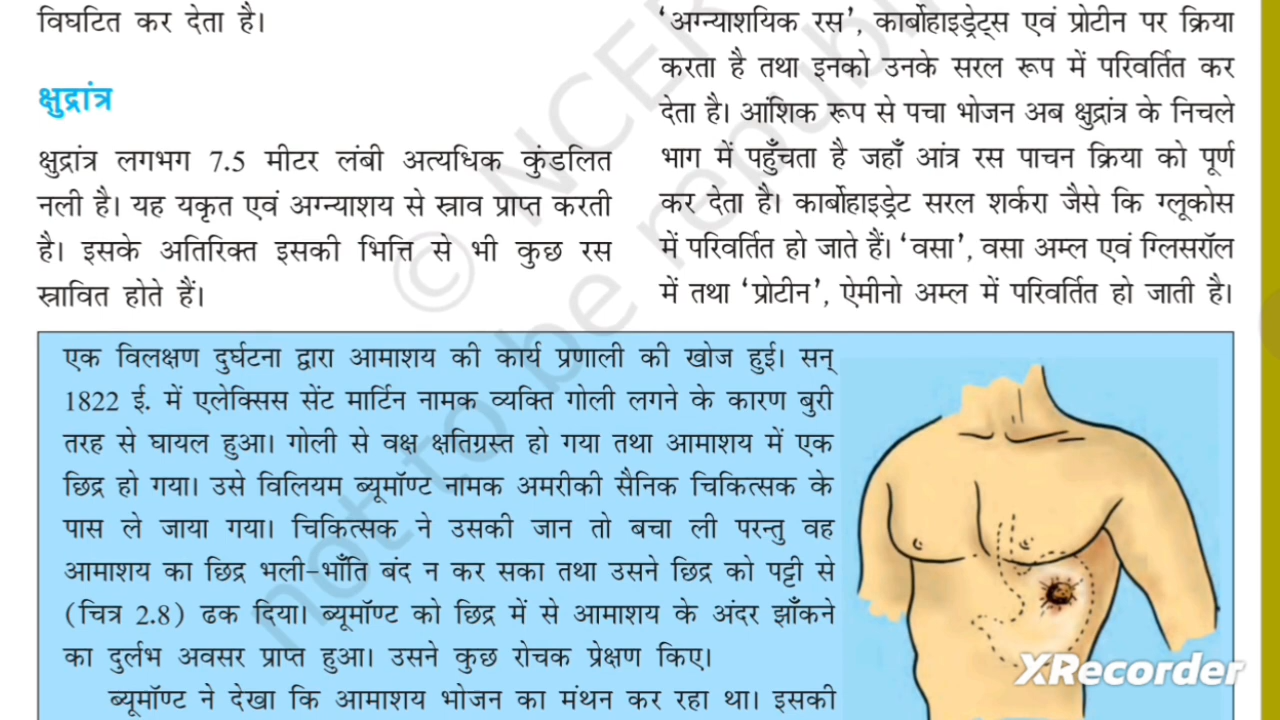 विघटित कर देता है।
क्षुद्रांत्र
क्षुद्रांत्र लगभग 7.5 मीटर लंबी अत्यधिक कुंडलित
नली है। यह यकृत एवं अग्न्याशय से स्राव प्राप्त करती
है। इसके अतिरिक्त इसकी भित्ति से भी कुछ रस
स्रावित होते हैं।
'अग्न्याशयिक रस', कार्बोहाइड्रेट्स एवं प्रोटीन पर क्रिया
करता है तथा इनको उनके सरल रूप में परिवर्तित कर
देता है। आंशिक रूप से पचा भोजन अब क्षुद्रांत्र के निचले
भाग में पहुँचता है जहाँ आंत्र रस पाचन क्रिया को पूर्ण
कर देता है। कार्बोहाइड्रेट सरल शर्करा जैसे कि ग्लूकोस
में परिवर्तित हो जाते हैं। 'वसा', वसा अम्ल एवं ग्लिसरॉल
में तथा 'प्रोटीन', ऐमीनो अम्ल में परिवर्तित हो जाती है।
एक विलक्षण दुर्घटना द्वारा आमाशय की कार्य प्रणाली की खोज हुई। सन्
1822 ई. में एलेक्सिस सेंट मार्टिन नामक व्यक्ति गोली लगने के कारण बुरी
तरह से घायल हुआ। गोली से वक्ष क्षतिग्रस्त हो गया तथा आमाशय में एक
छिद्र हो गया। उसे विलियम ब्यूमॉण्ट नामक अमरीकी सैनिक चिकित्सक के
पास ले जाया गया। चिकित्सक ने उसकी जान तो बचा ली परन्तु वह
आमाशय का छिद्र भली-भाँति बंद न कर सका तथा उसने छिद्र को पट्टी से
(चित्र 2.8) ढक दिया। ब्यूमॉण्ट को छिद्र में से आमाशय के अंदर झाँकने
का दुर्लभ अवसर प्राप्त हुआ। उसने कुछ रोचक प्रेक्षण किए।
ब्यूमॉण्ट ने देखा कि आमाशय भोजन का मंथन कर रहा था। इसकी
© NCER
not to be republi
XRecorder